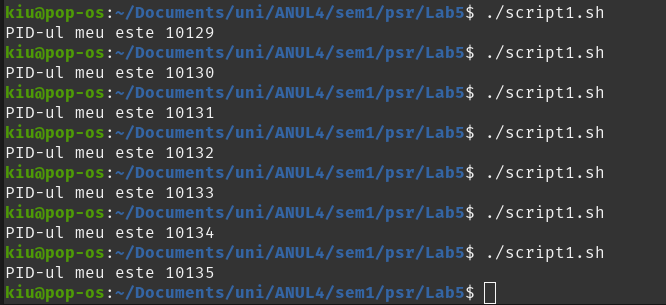 kiu@pop-os:~/Documents/uni/ANUL4/sem1/psr/Lab5$ ./script1.sh
PID-ul meu este 10129
kiu@pop-os:~/Documents/uni/ANUL4/sem1/psr/Lab5$ ./script1.sh
PID-ul meu este 10130
kiu@pop-os:~/Documents/uni/ANUL4/sem1/psr/Lab5$ ./script1.sh
PID-ul meu este 10131
kiu@pop-os:~/Documents/uni/ANUL4/sem1/psr/Lab5$ ./script1.sh
PID-ul meu este 10132
kiu@pop-os:~/Documents/uni/ANUL4/sem1/psr/Lab5$ ./script1.sh
PID-ul meu este 10133
kiu@pop-os:~/Documents/uni/ANUL4/sem1/psr/Lab5$ ./script1.sh
PID-ul meu este 10134
kiu@pop-os:~/Documents/uni/ANUL4/sem1/psr/Lab5$ ./script1.sh
PID-ul meu este 10135
kiu@pop-os:~/Documents/uni/ANUL4/sem1/psr/Lab5$